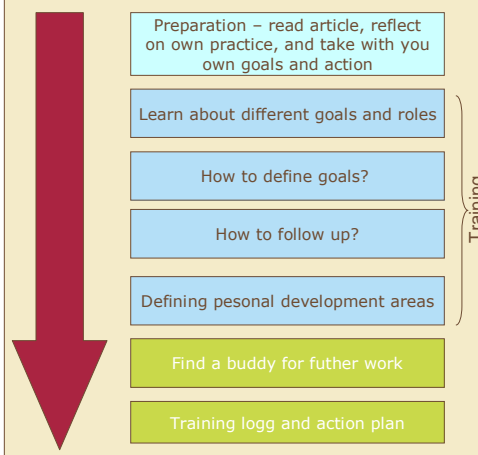 Preparation – read article, reflect
on own practice, and take with you
own goals and action
Learn about different goals and roles
How to define goals?
How to follow up?
Defining pesonal development areas
Training
Find a buddy for futher work
Training logg and action plan